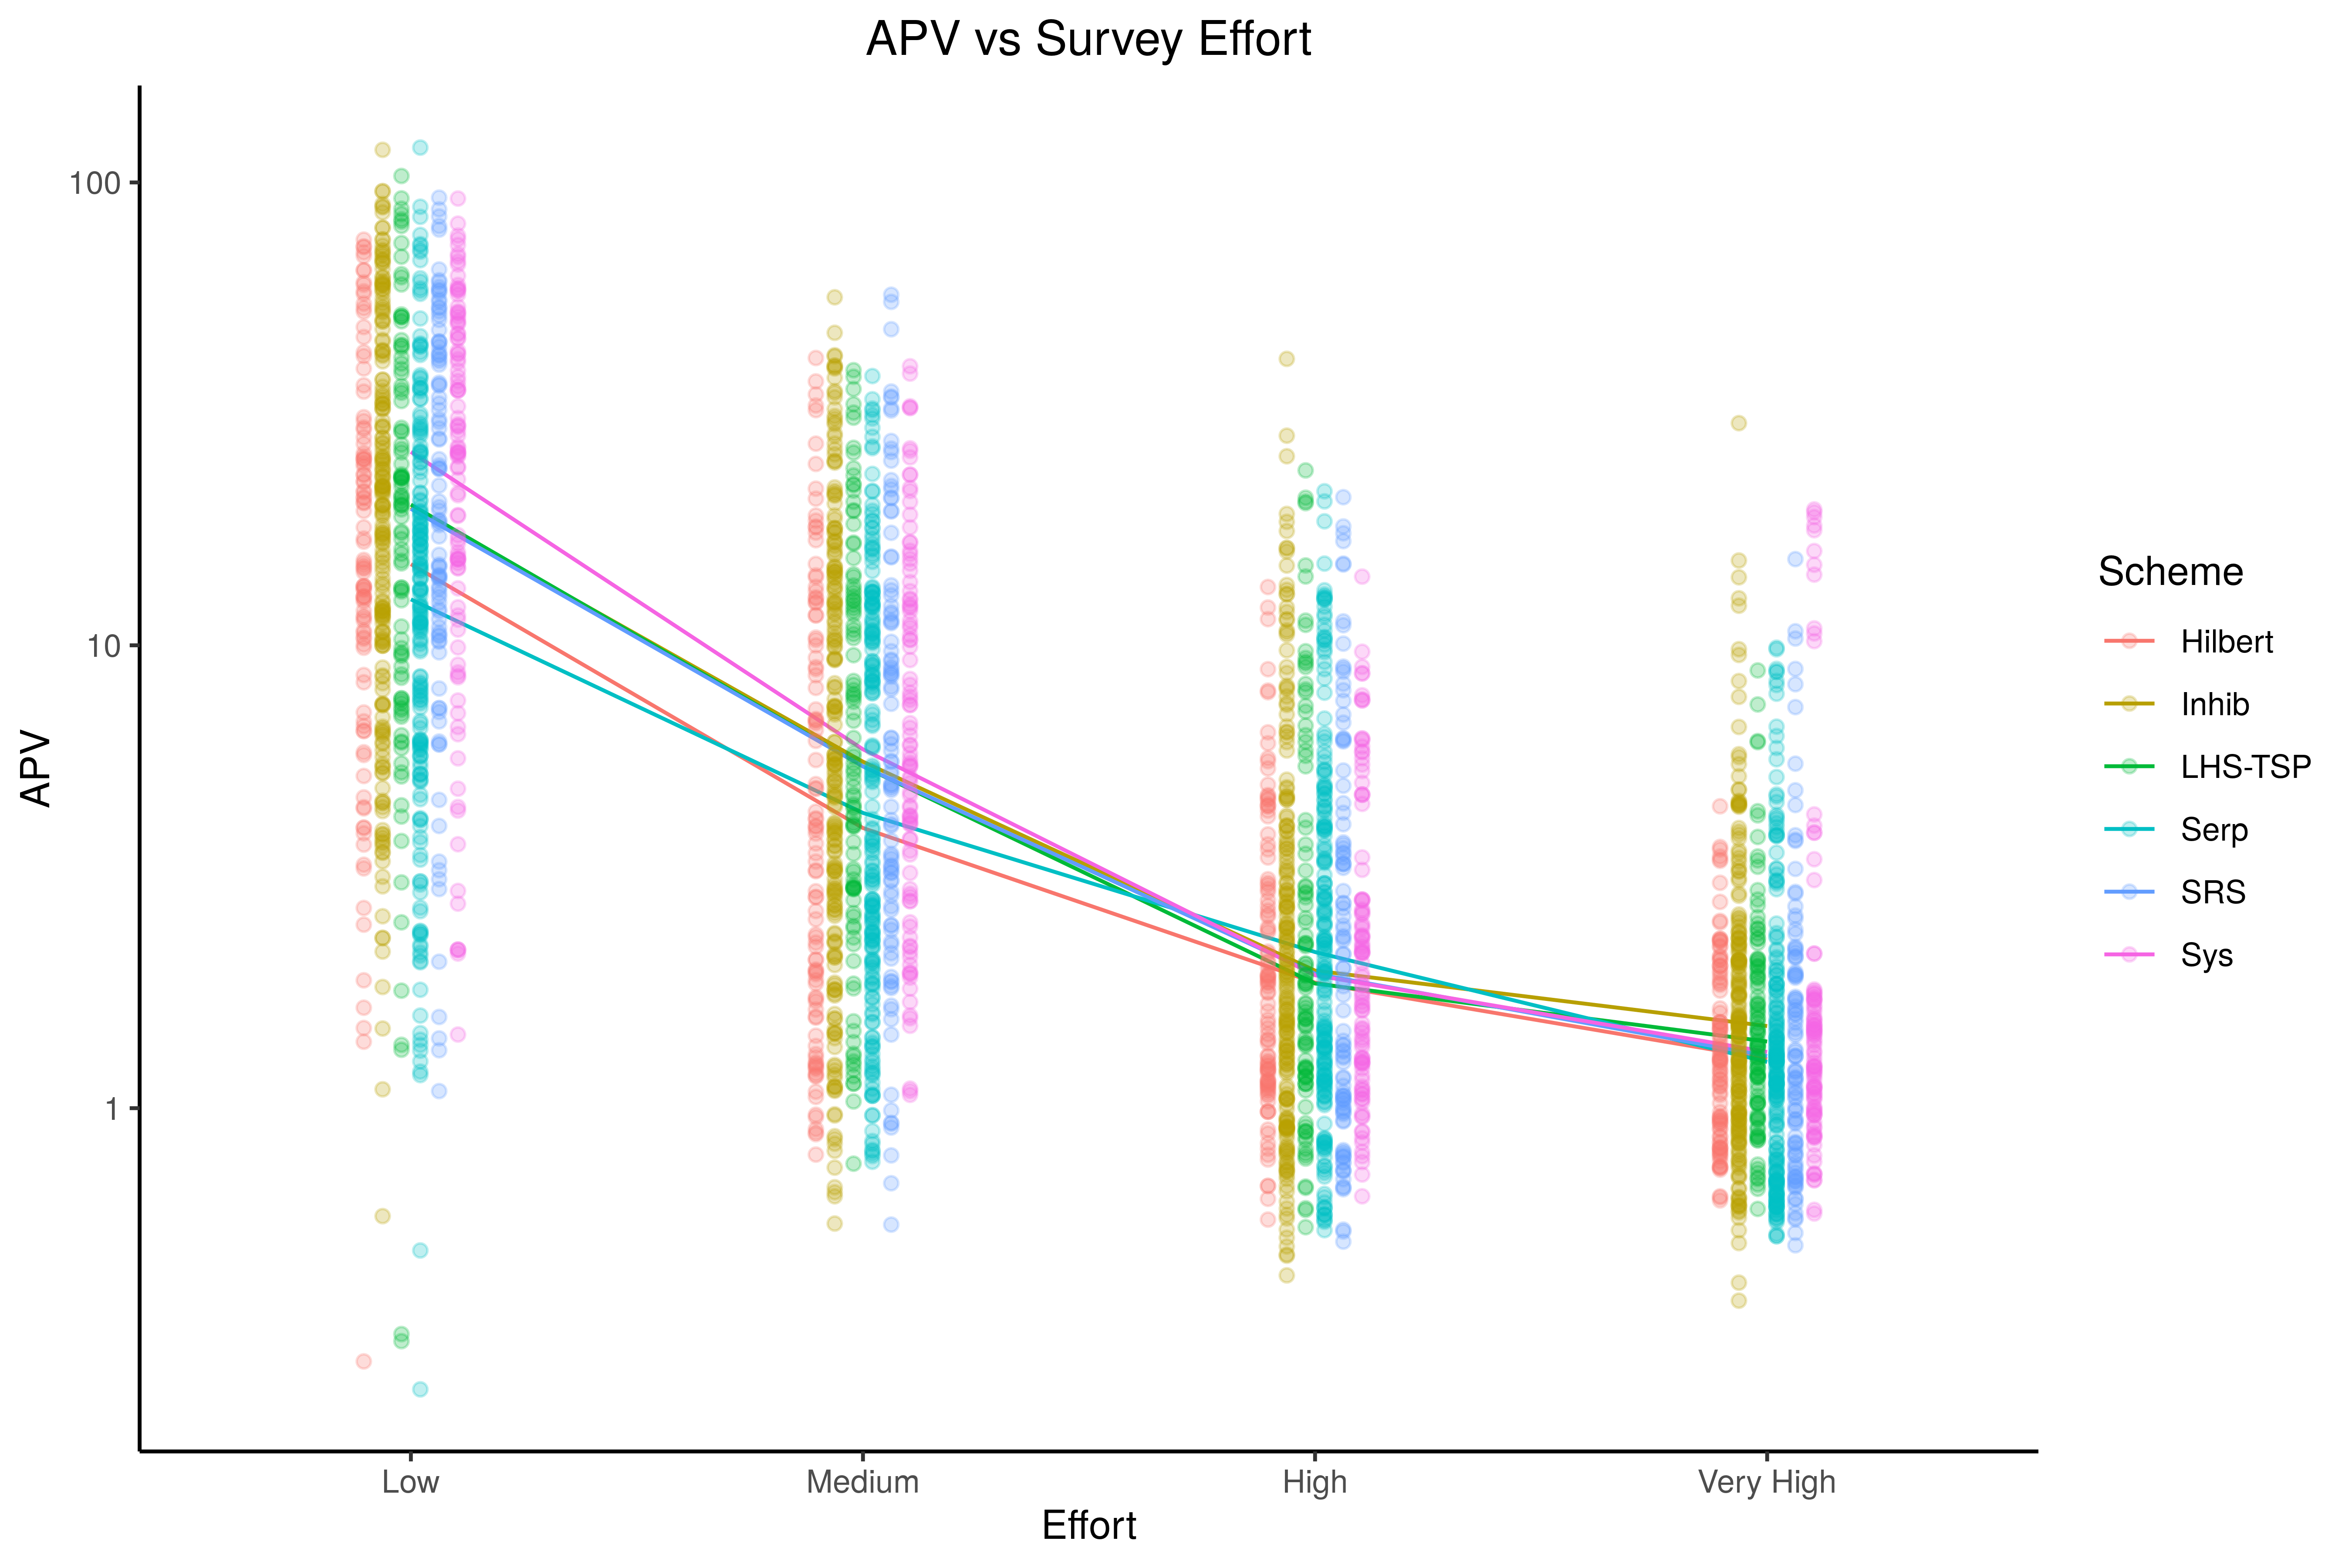 APV vs Survey Effort
100
10
1
APV
Low
Medium
High
Very High
Effort
Scheme
Hilbert
Inhib
LHS-TSP
Serp
SRS
Sys